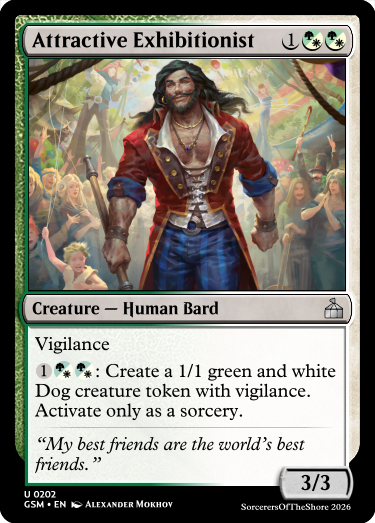 Attractive Exhibitionist 1
Creature — Human Bard
Vigilance
1 : Create a 1/1 green and white
Dog creature token with vigilance.
Activate only as a sorcery.
“My best friends are the world’s best
friends.”
3/3
U 0202
GSM • EN Alexander Mokhov
SorcerersOfTheShore 2026